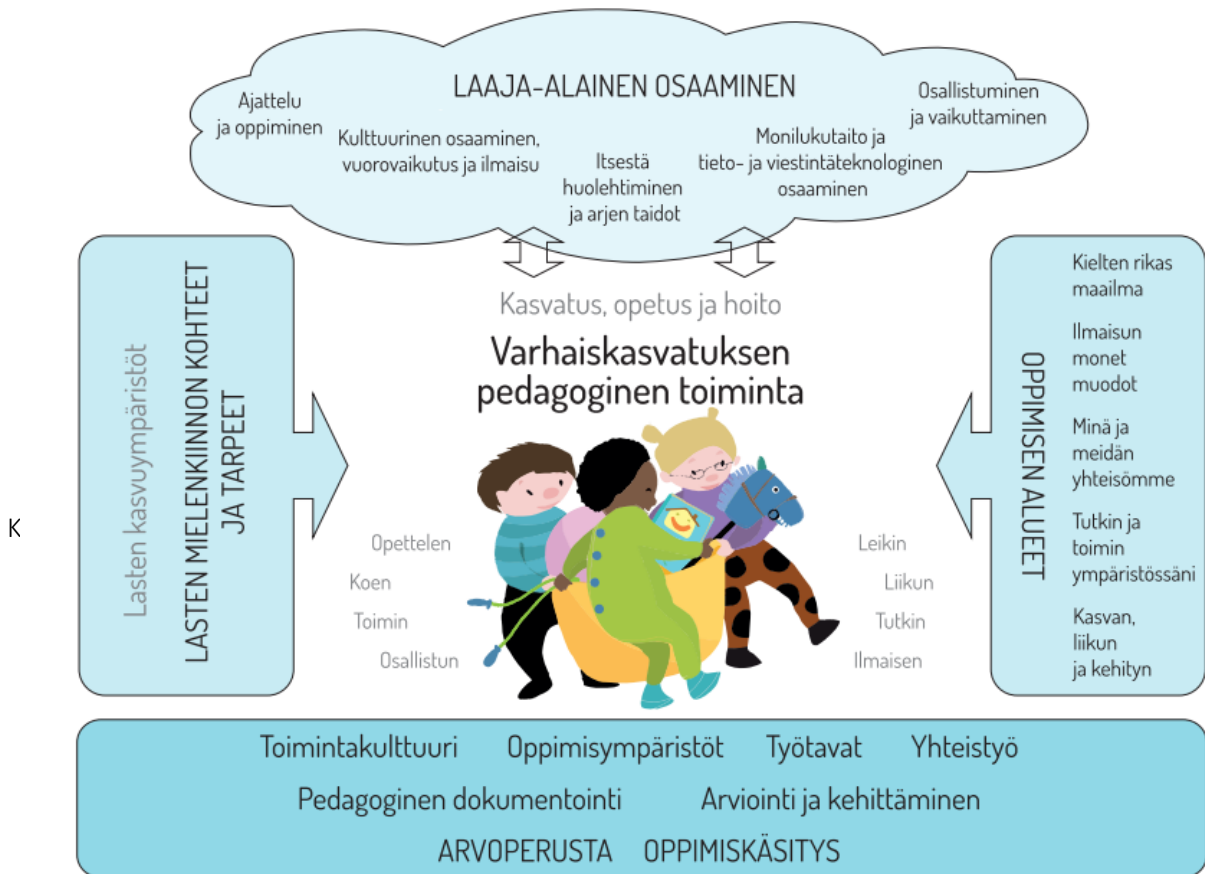 LAAJA-ALAINEN OSAAMINEN
Ajattelu
ja oppiminen
Kulttuurinen osaaminen,
vuorovaikutus ja ilmaisu
Itsestä
huolehtiminen
ja arjen taidot
Monilukutaito ja
tieto- ja viestintäteknologinen
osaaminen
Osallistuminen
ja vaikuttaminen
Kasvatus, opetus ja hoito
Varhaiskasvatuksen
pedagoginen toiminta
K
Lasten kasvuympäristöt
LASTEN MIELENKIINNON KOHTEET
JA TARPEET
Opettelen
Koen
Toimin
Osallistun
Leikin
Liikun
Tutkin
Ilmaisen
OPPIMISEN ALUEET
Kielten rikas
maailma
Ilmaisun
monet
muodot
Minä ja
meidän
yhteisömme
Tutkin ja
toimin
ympäristössäni
Kasvan,
liikun
ja kehityn
Toimintakulttuuri Oppimisympäristöt Työtavat Yhteistyö
Pedagoginen dokumentointi Arviointi ja kehittäminen
ARVOPERUSTA OPPIMISKÄSITYS